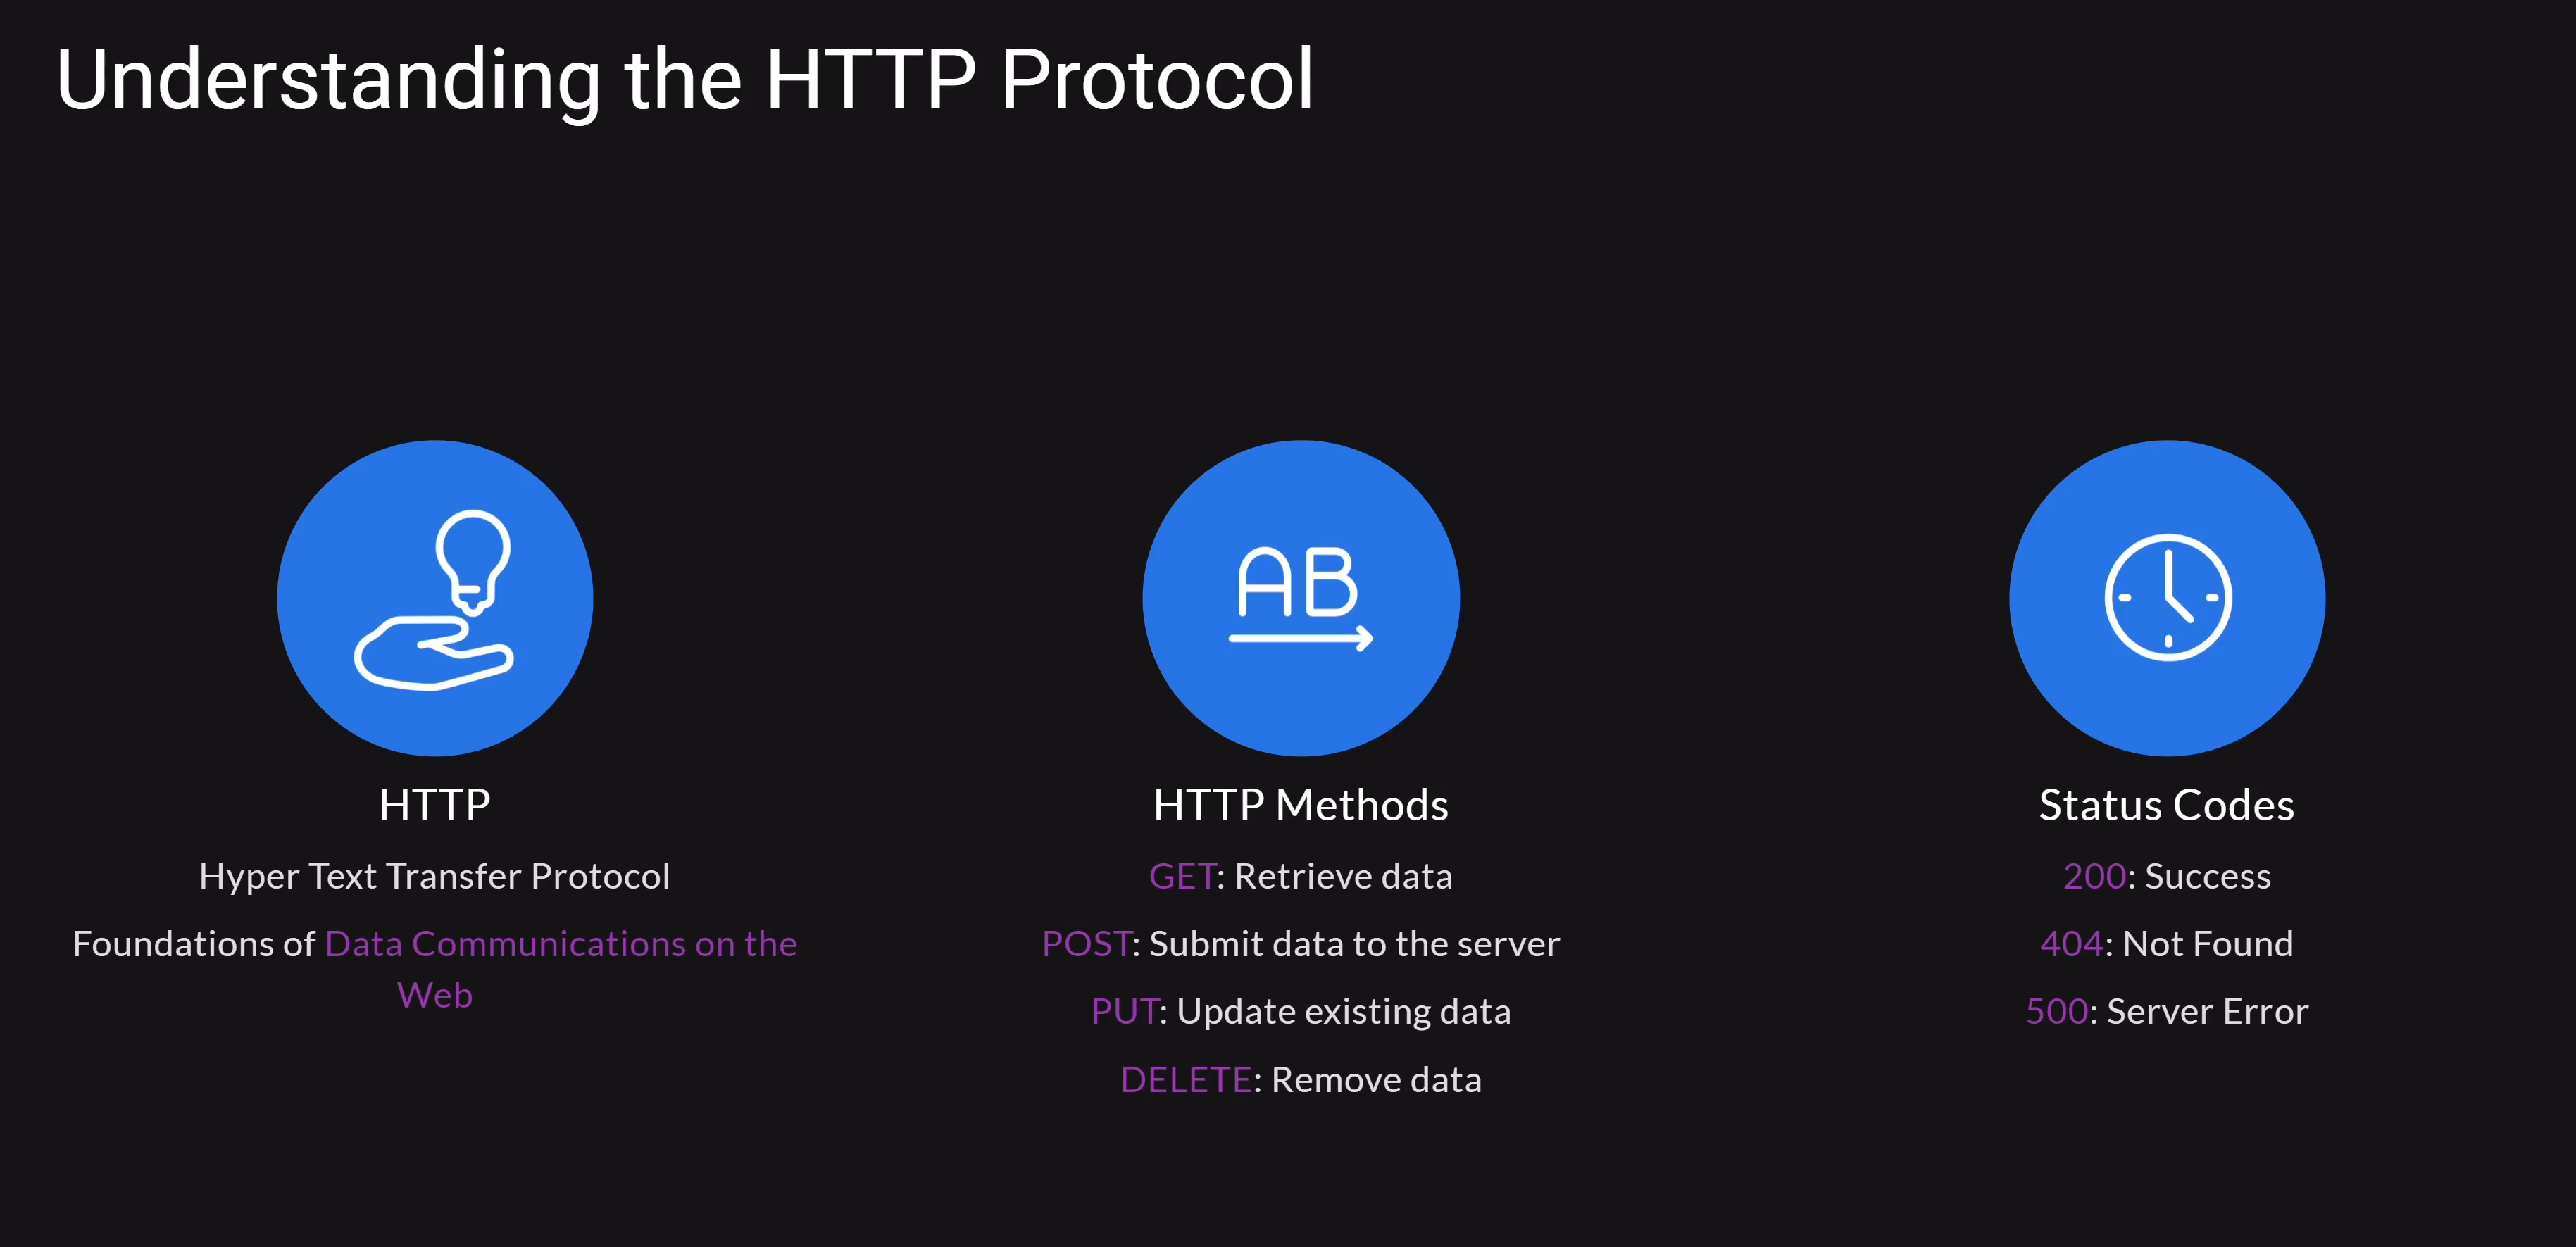 Understanding the HTTP Protocol
AB
HTTP
Hyper Text Transfer Protocol
Foundations of Data Communications on the
Web
HTTP Methods
GET: Retrieve data
POST: Submit data to the server
PUT: Update existing data
DELETE: Remove data
Status Codes
200: Success
404: Not Found
500: Server Error